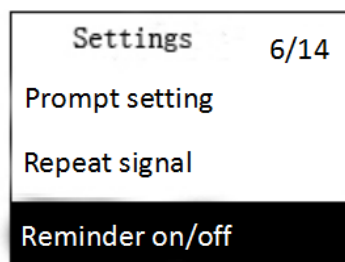 Settings 6/14
Prompt setting
Repeat signal
Reminder on/off